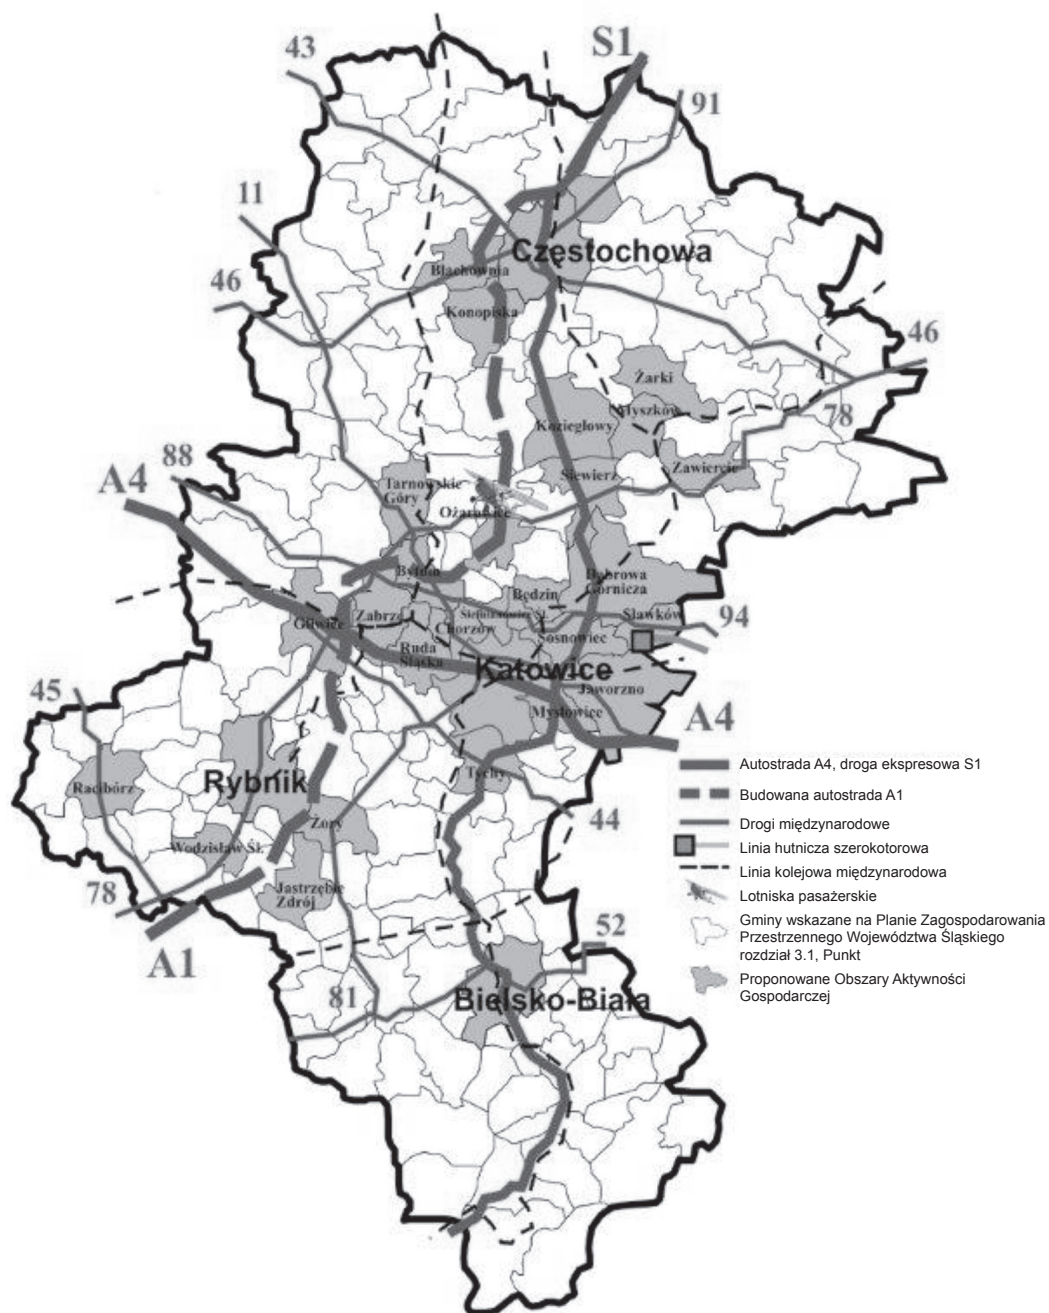 S1
43
91
11
Częstochowa
Blachownia
46
Konopiska
46
Żarki
Myszków
78
Koziegłowy
88
Siewierz
Zawiercie
A4
Tarnowskie
Góry
Ożarowice
Bytom
Dąbrowa
Górnicza
Będzin
Sławków
94
Zabrze
Siemianowice Śl.
Gliwice
Chorzów
Sosnowiec
Ruda
Śląska
Katowice
Jaworzno
45
Mysłowice
A4
Tychy
Rybnik
Racibórz
44
Żory
Wodzisław Śl.
78
Jastrzębie
Zdrój
A1
52
81
Bielsko-Biała
Autostrada A4, droga ekspresowa S1
Budowana autostrada A1
Drogi międzynarodowe
Linia hutnicza szerokotorowa
Linia kolejowa międzynarodowa
Lotniska pasażerskie
Gminy wskazane na Planie Zagospodarowania
Przestrzennego Województwa Śląskiego
rozdział 3.1, Punkt
Proponowane Obszary Aktywności
Gospodarczej